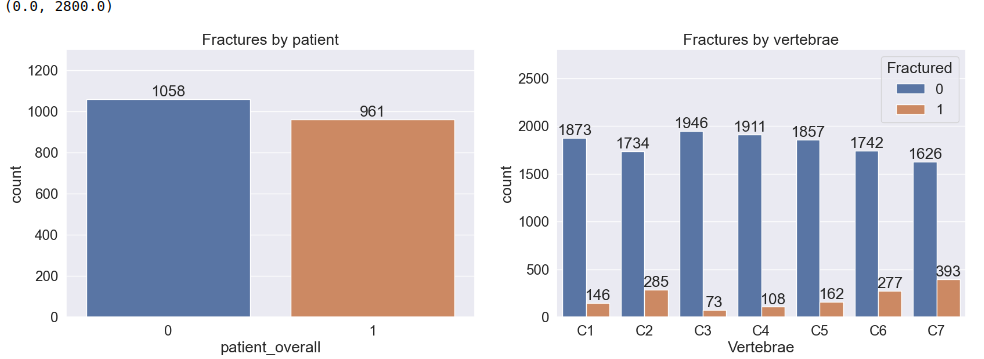 (0.0, 2800.0)
Fractures by patient
1200
1000
800
600
400
200
0
count
1058
961
0 1
patient_overall
Fractures by vertebrae
2500
2000
1500
1000
500
0
count
Fractured
0
1
1873 1734 1946 1911 1857 1742 1626
146 285 73 108 162 277 393
C1 C2 C3 C4 C5 C6 C7
Vertebrae